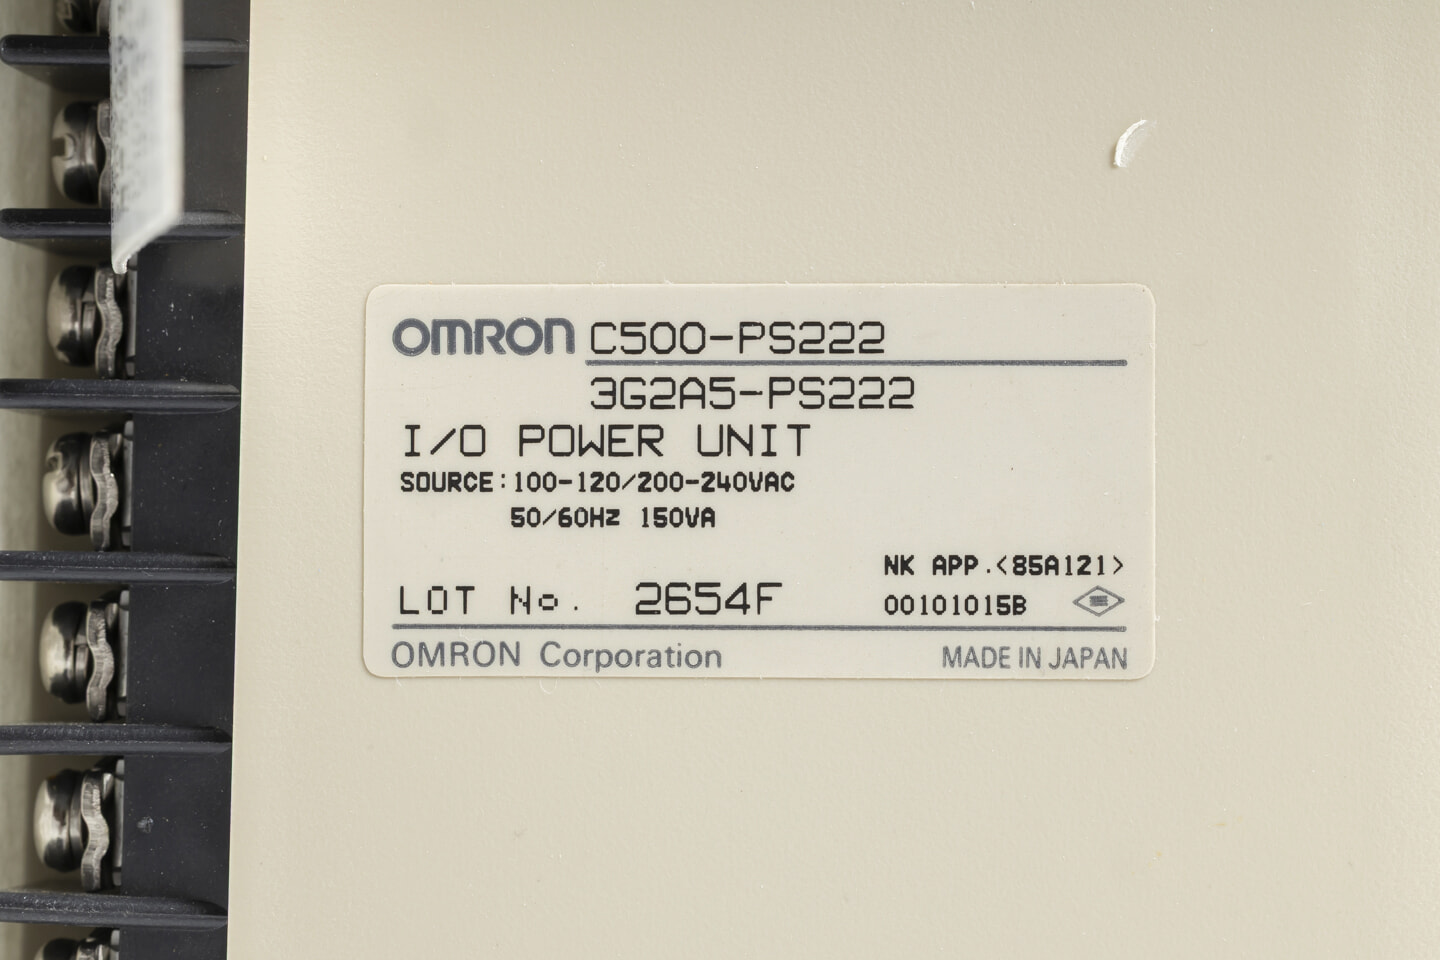 OMRON C500-PS222
3G2A5-PS222
I/O POWER UNIT
SOURCE:100-120/200-240VAC
50/60Hz 150VA
NK APP.<85A121>
LOT No. 2654F
00101015B
OMRON Corporation
MADE IN JAPAN